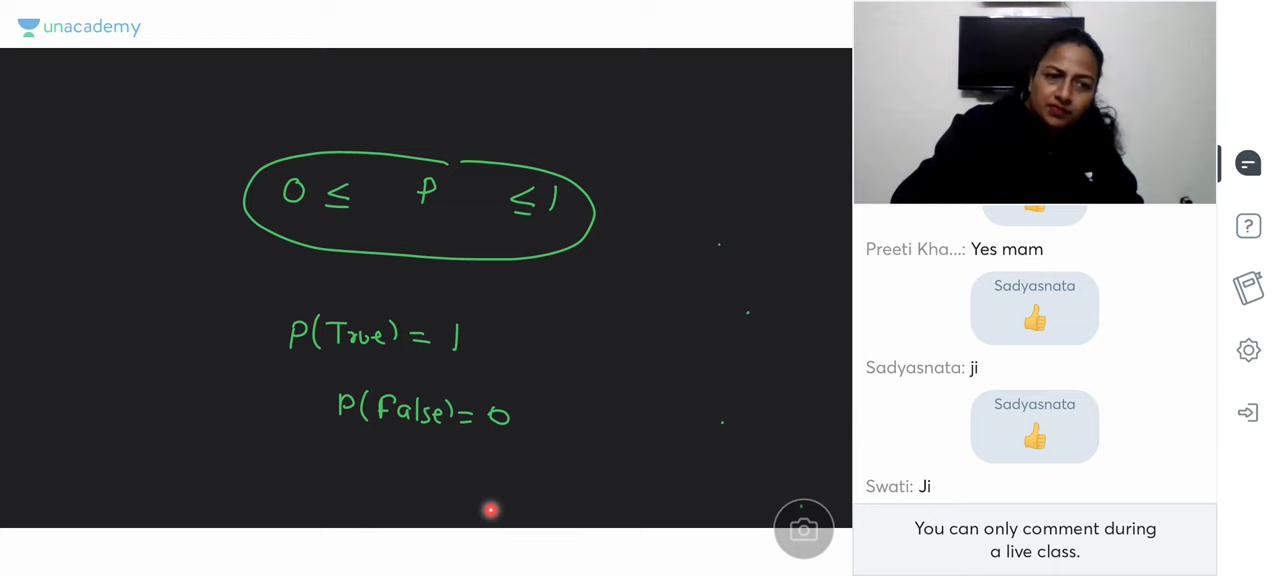 unacademy
0 ≤ P ≤ 1
P(True) = 1
P(False) = 0
Preeti Kha...: Yes mam
Sadyasnata
Sadyasnata: ji
Sadyasnata
Swati: Ji
You can only comment during
a live class.